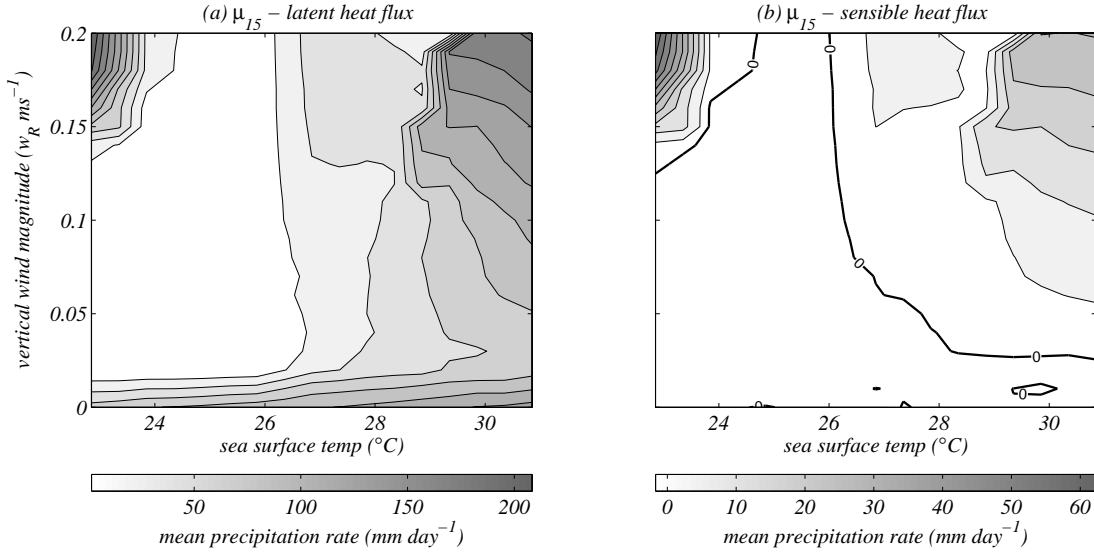 (a) μ15 – latent heat flux
0.2
0.15
0.1
0.05
0
vertical wind magnitude (wR ms−1)
24 26 28 30
sea surface temp (°C)
50 100 150 200
mean precipitation rate (mm day−1)
(b) μ15 – sensible heat flux
0 0
0
0
0
0
24 26 28 30
sea surface temp (°C)
0 10 20 30 40 50 60
mean precipitation rate (mm day−1)